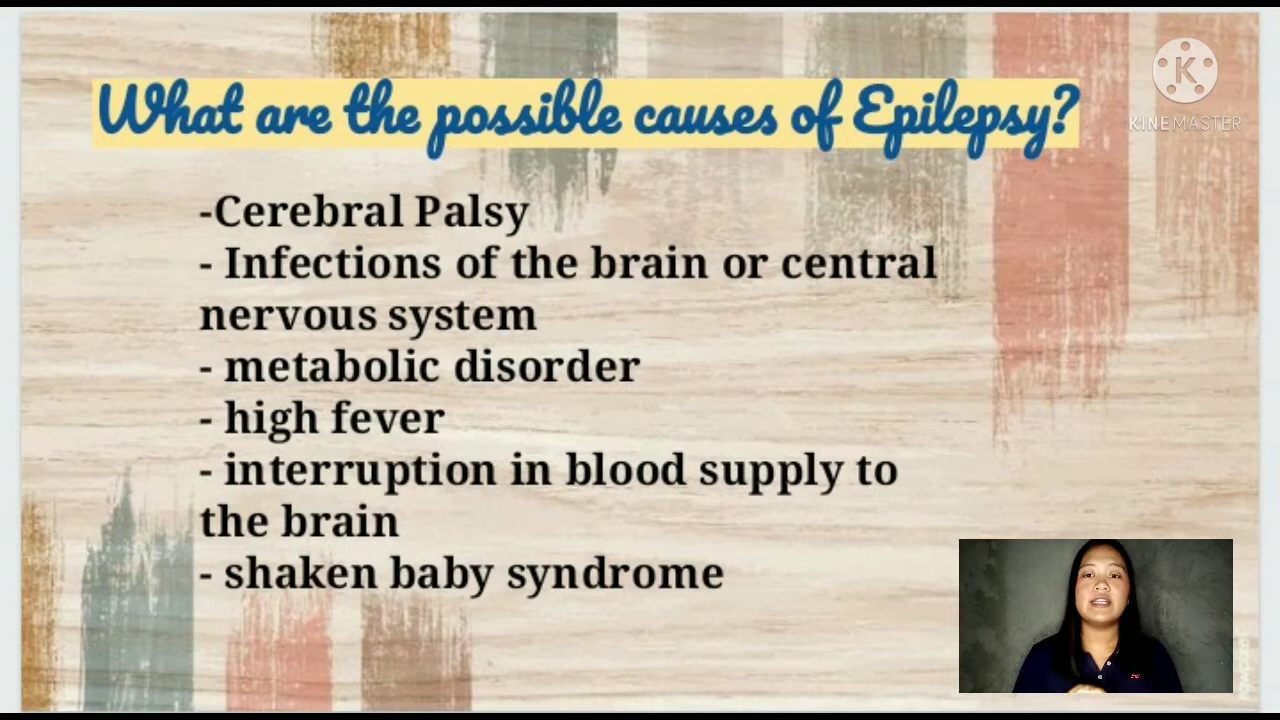 What are the possible causes of Epilepsy?
K
KINEMASTER
-Cerebral Palsy
- Infections of the brain or central
nervous system
- metabolic disorder
- high fever
- interruption in blood supply to
the brain
- shaken baby syndrome